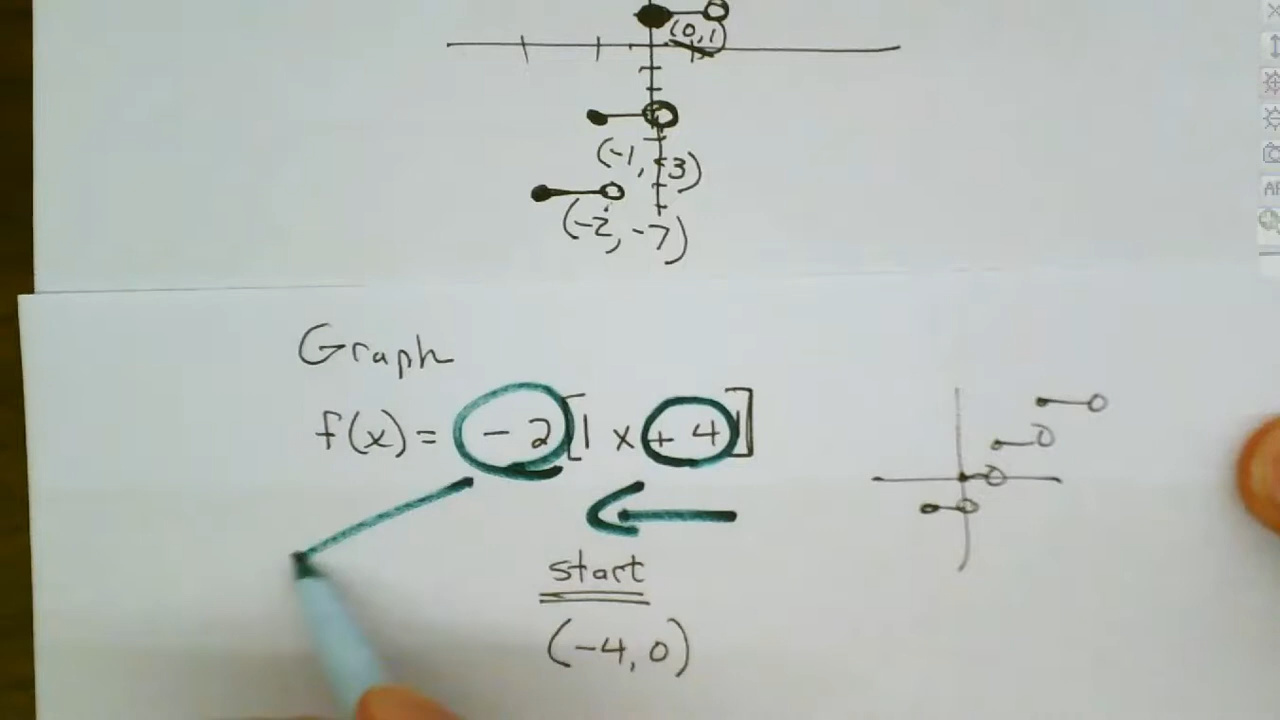 (0,1)
(-1, -3)
(-2, -7)
Graph
f(x) = -2[1x+4]
start
(-4,0)